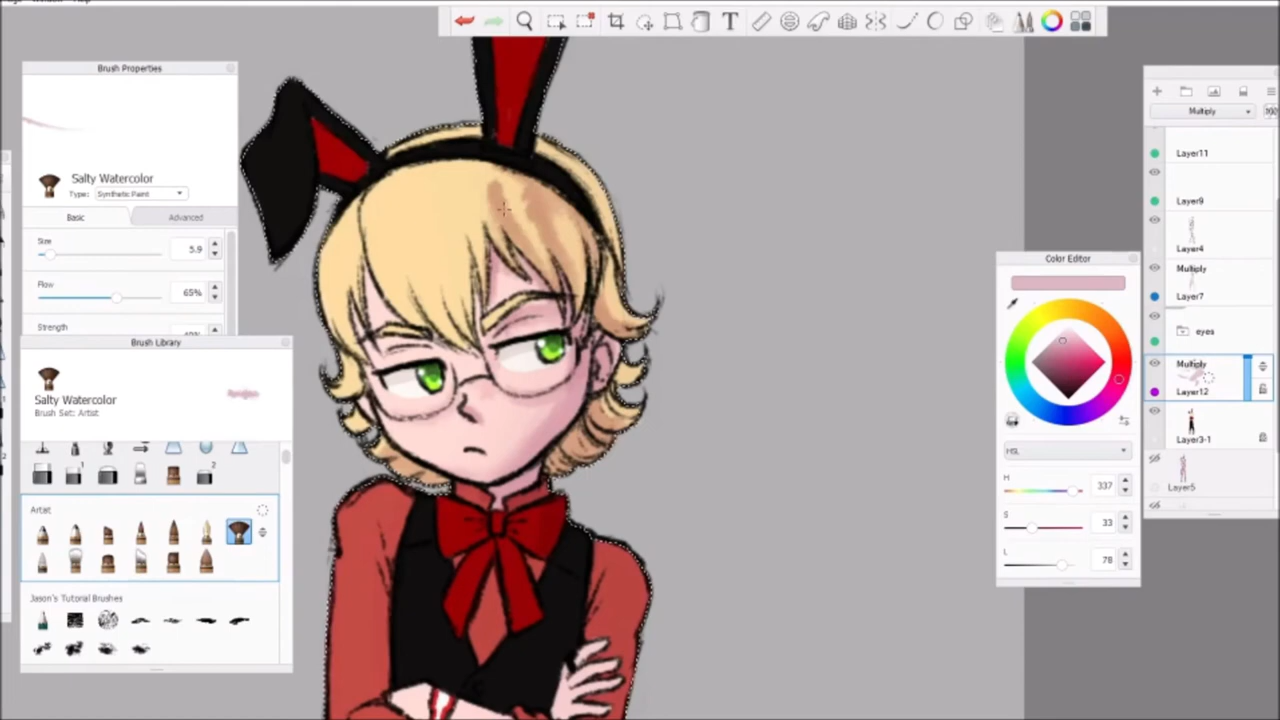 Brush Properties
Salty Watercolor
Type: Synthetic Paint
Basic
Advanced
Size
5.9
Flow
65%
Strength
Brush Library
Salty Watercolor
Brush Set: Artist
1
2
Artist
Jason's Tutorial Brushes
T
Color Editor
HSL
H
337
S
33
L
78
Multiply
Layer11
Layer9
Layer4
Multiply
Layer7
eyes
Multiply
Layer12
Layer3-1
Layer5